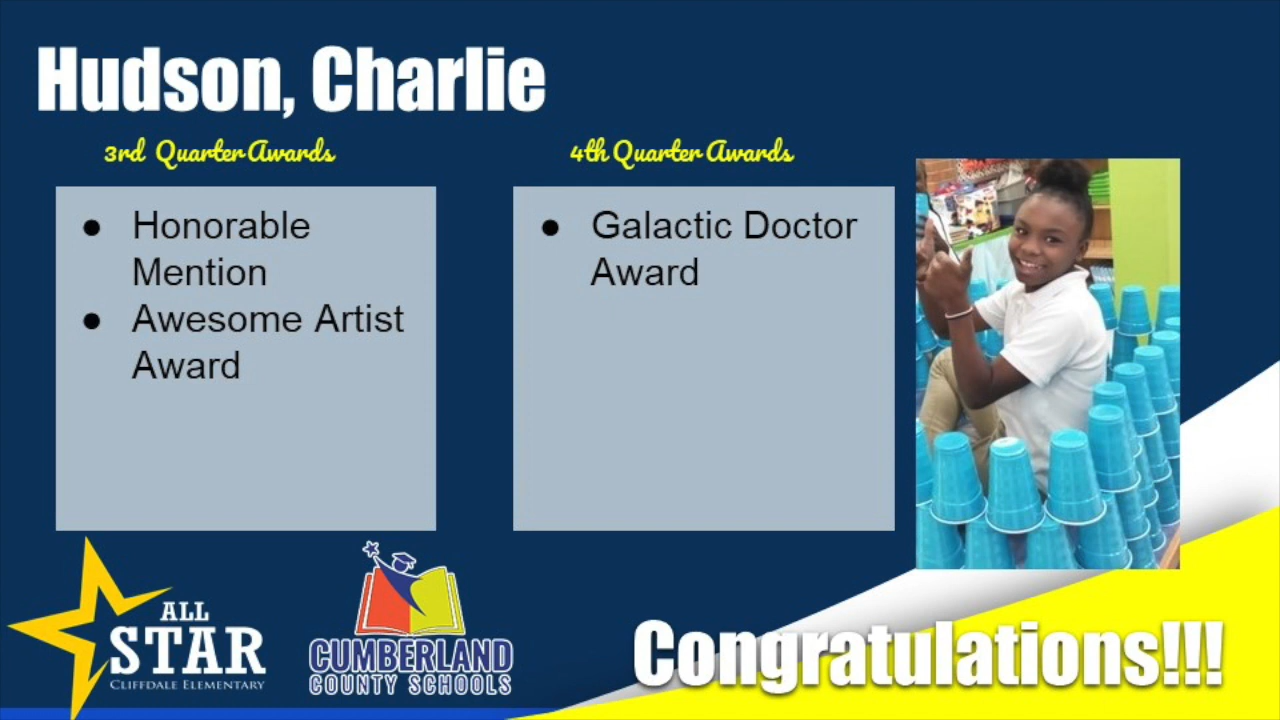 Hudson, Charlie
3rd Quarter Awards
● Honorable
Mention
● Awesome Artist
Award
4th Quarter Awards
● Galactic Doctor
Award
ALL
STAR
CLIFFDALE ELEMENTARY
CUMBERLAND
COUNTY SCHOOLS
Congratulations!!!